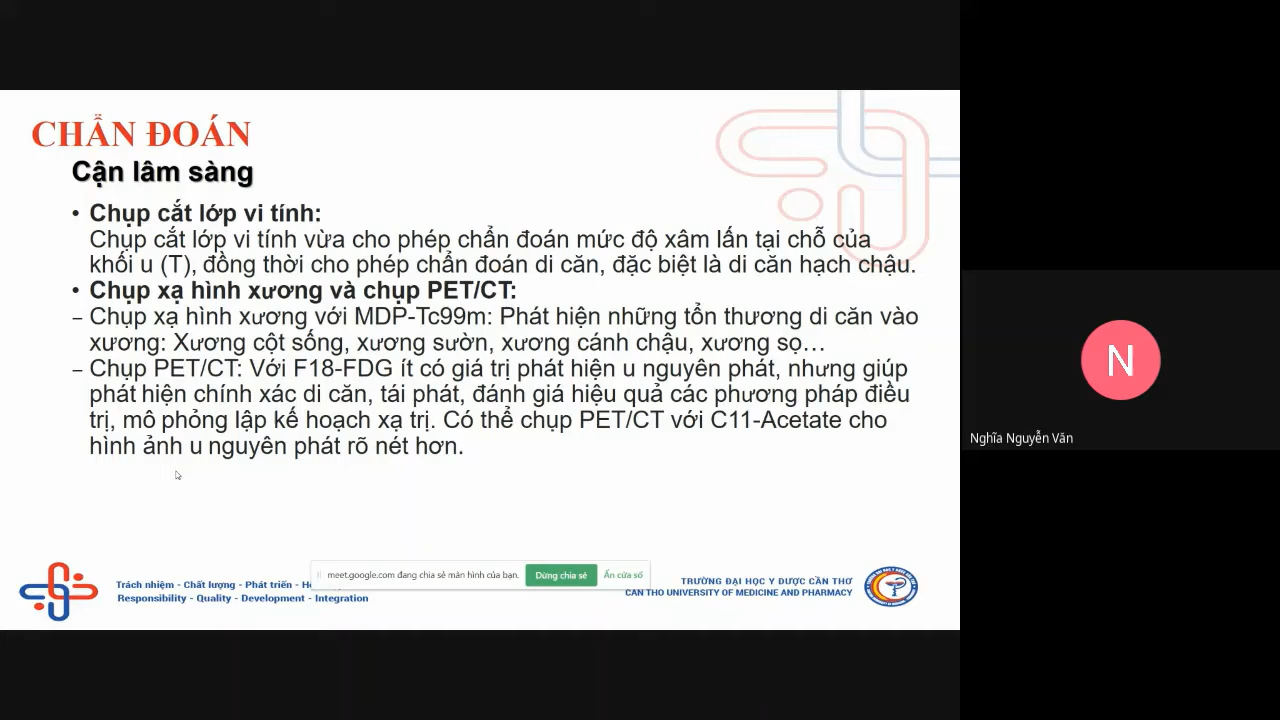 CHẨN ĐOÁN
Cận lâm sàng
• Chụp cắt lớp vi tính:
Chụp cắt lớp vi tính vừa cho phép chẩn đoán mức độ xâm lấn tại chỗ của
khối u (T), đồng thời cho phép chẩn đoán di căn, đặc biệt là di căn hạch chậu.
• Chụp xạ hình xương và chụp PET/CT:
– Chụp xạ hình xương với MDP-Tc99m: Phát hiện những tổn thương di căn vào
xương: Xương cột sống, xương sườn, xương cánh chậu, xương sọ…
– Chụp PET/CT: Với F18-FDG ít có giá trị phát hiện u nguyên phát, nhưng giúp
phát hiện chính xác di căn, tái phát, đánh giá hiệu quả các phương pháp điều
trị, mô phỏng lập kế hoạch xạ trị. Có thể chụp PET/CT với C11-Acetate cho
hình ảnh u nguyên phát rõ nét hơn.
Trách nhiệm - Chất lượng - Phát triển -
Responsibility - Quality - Development - Integration
meet.google.com đang chia sẻ màn hình của bạn.
Dừng chia sẻ
Ẩn cửa sổ
TRƯỜNG ĐẠI HỌC Y DƯỢC CẦN THƠ
CAN THO UNIVERSITY OF MEDICINE AND PHARMACY
N
Nghĩa Nguyễn Văn